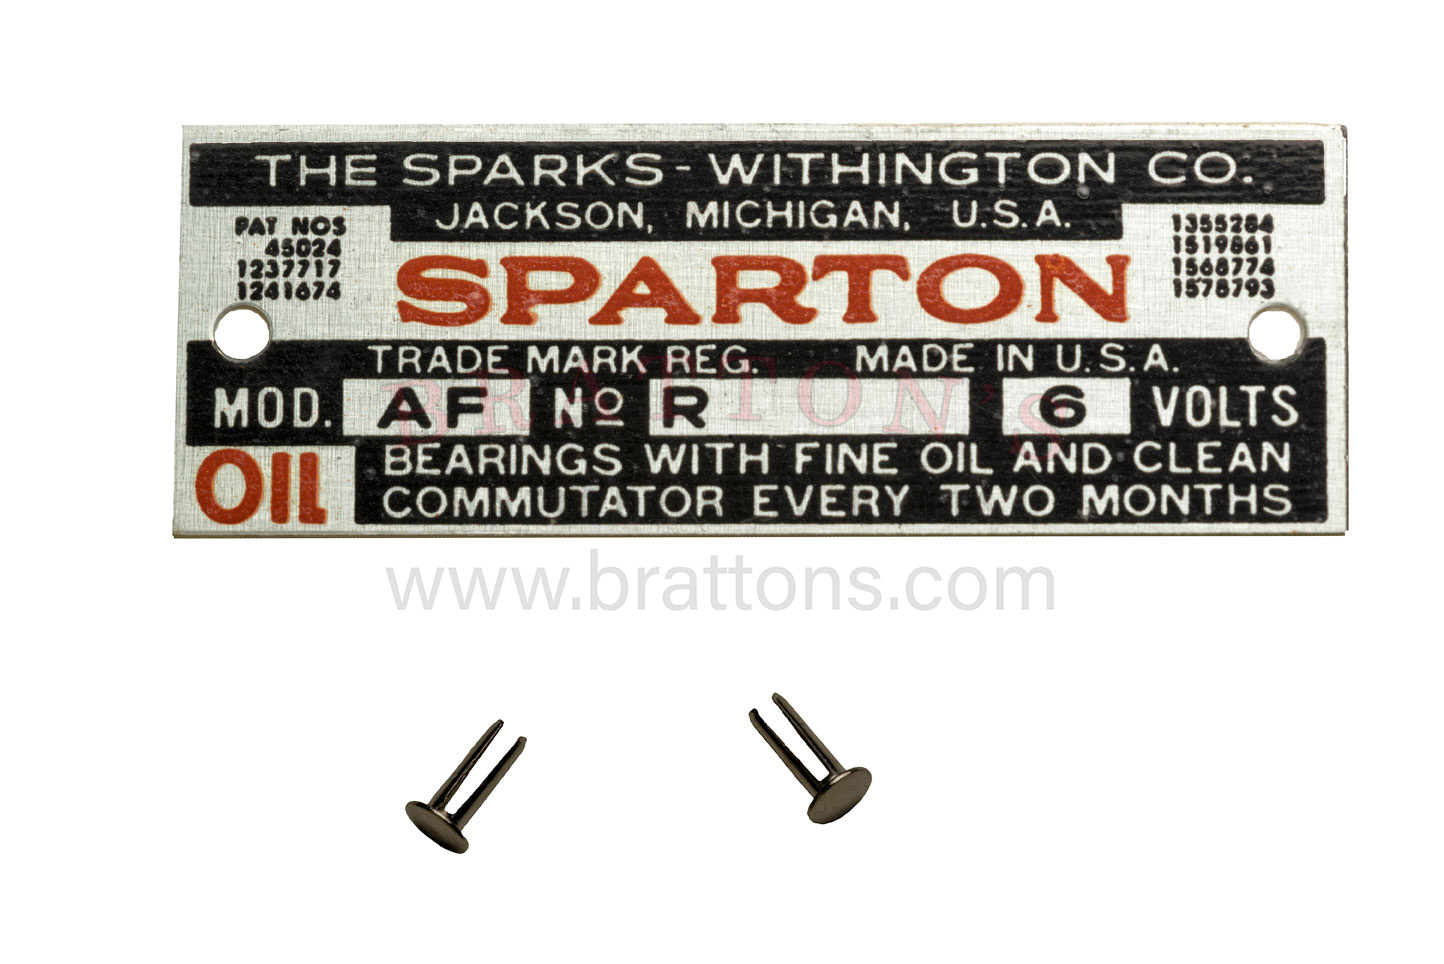 THE SPARKS-WITHINGTON CO.
JACKSON, MICHIGAN, U.S.A.
PAT NOS
45024
1237717
1241674
SPARTON
1355284
1519861
1568774
1578793
TRADE MARK REG. MADE IN U.S.A.
MOD. AF No R 6 VOLTS
OIL BEARINGS WITH FINE OIL AND CLEAN
COMMUTATOR EVERY TWO MONTHS
BRATTON'S
www.brattons.com